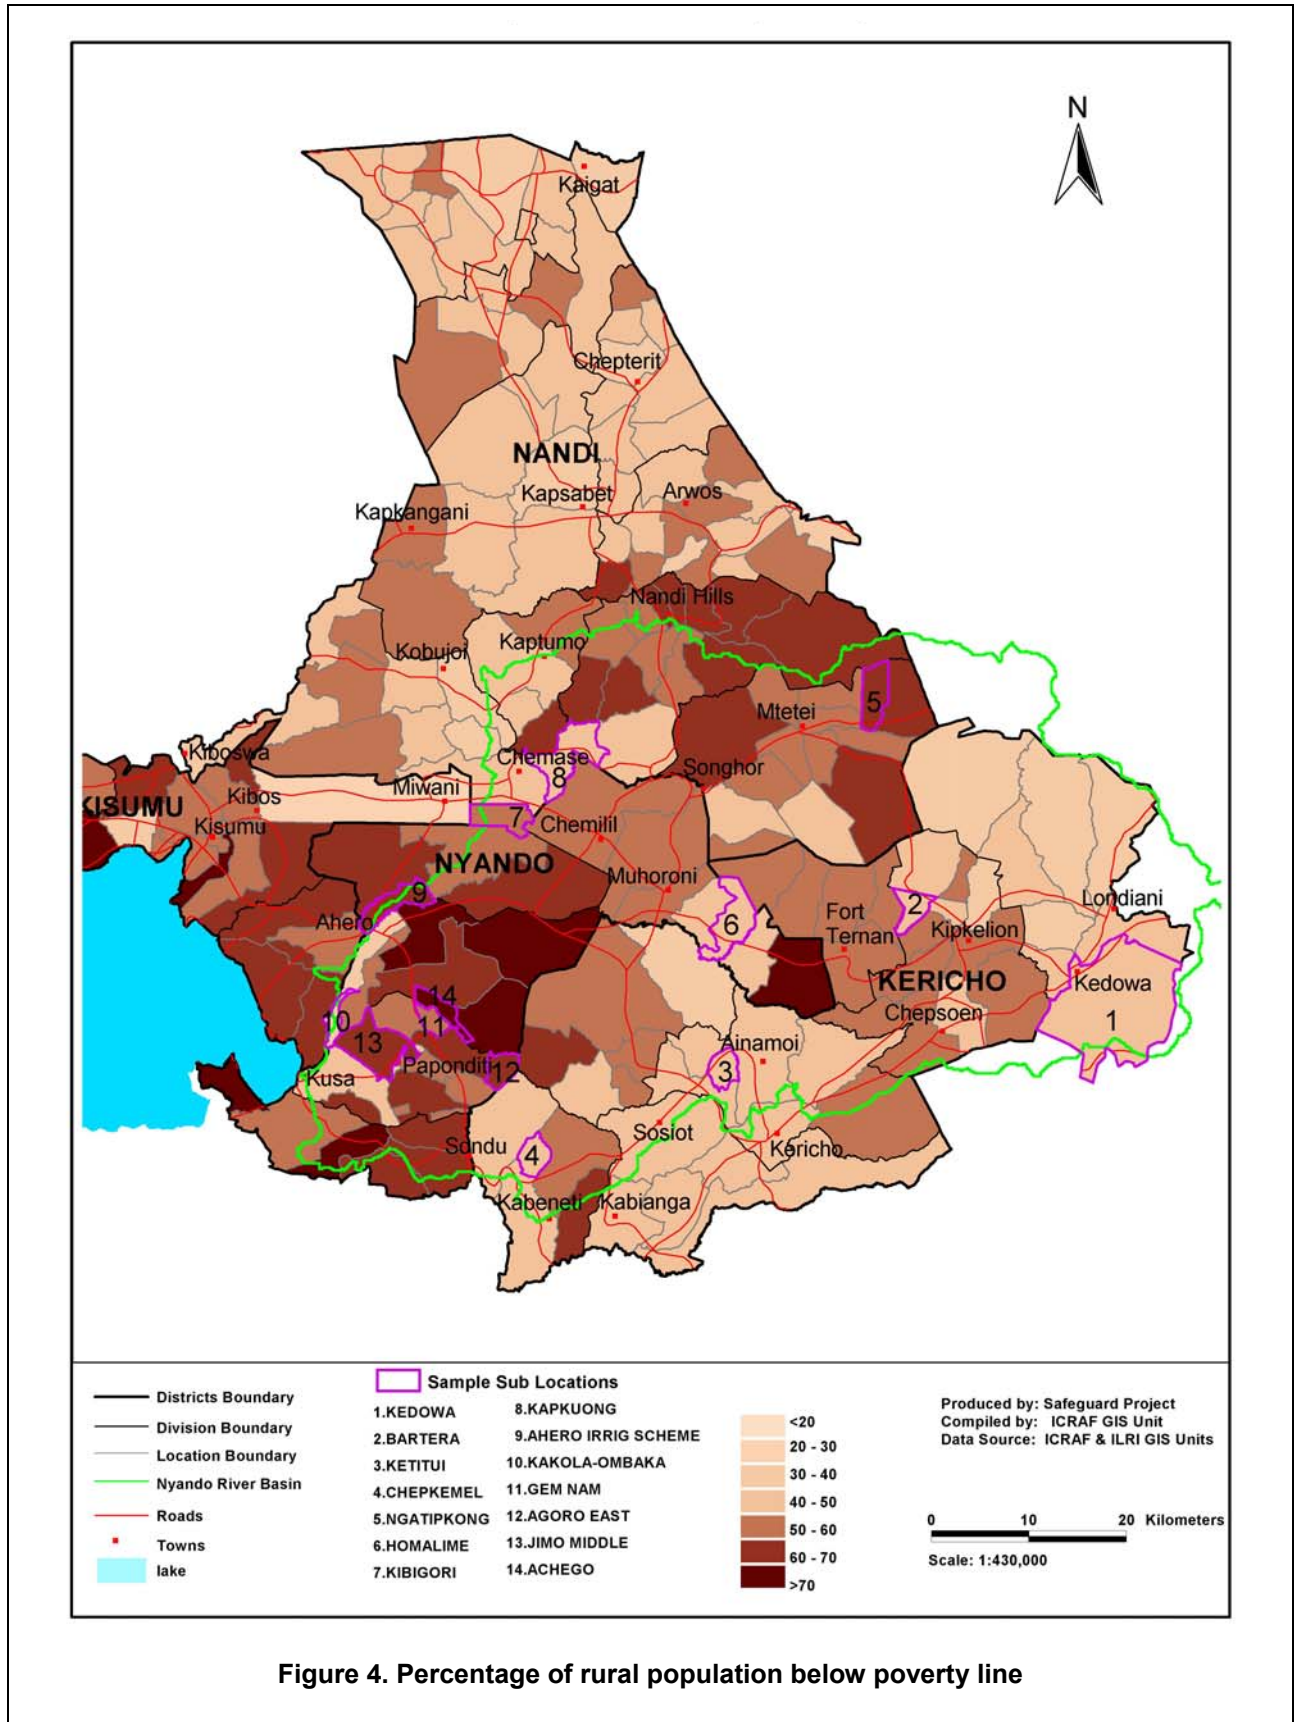 N
Kaigat
Chepterit
NANDI
Kapsabet
Arwos
Kapkangani
Nandi Hills
Kobujoi
Kaptumo
5
Mtetei
Kiboswa
Chemase
Songhor
8
KISUMU
Kibos
Miwani
Kisumu
7
Chemilil
NYANDO
Muhoroni
9
Londiani
Ahero
6
Fort
Ternan
2
Kipkelion
KERICHO
Kedowa
14
10
11
Chepsoen
1
13
Ainamoi
Paponditi
12
3
Kusa
Sondu
4
Sosiot
Kericho
Kabeneti
Kabianga
Districts Boundary
Division Boundary
Location Boundary
Nyando River Basin
Roads
Towns
lake
Sample Sub Locations
1.KEDOWA
2.BARTERA
3.KETITUI
4.CHEPKEMEL
5.NGATIPKONG
6.HOMALIME
7.KIBIGORI
8.KAPKUONG
9.AHERO IRRIG SCHEME
10.KAKOLA-OMBAKA
11.GEM NAM
12.AGORO EAST
13.JIMO MIDDLE
14.ACHEGO
<20
20 - 30
30 - 40
40 - 50
50 - 60
60 - 70
>70
Produced by: Safeguard Project
Compiled by: ICRAF GIS Unit
Data Source: ICRAF & ILRI GIS Units
0 10 20 Kilometers
Scale: 1:430,000
Figure 4. Percentage of rural population below poverty line